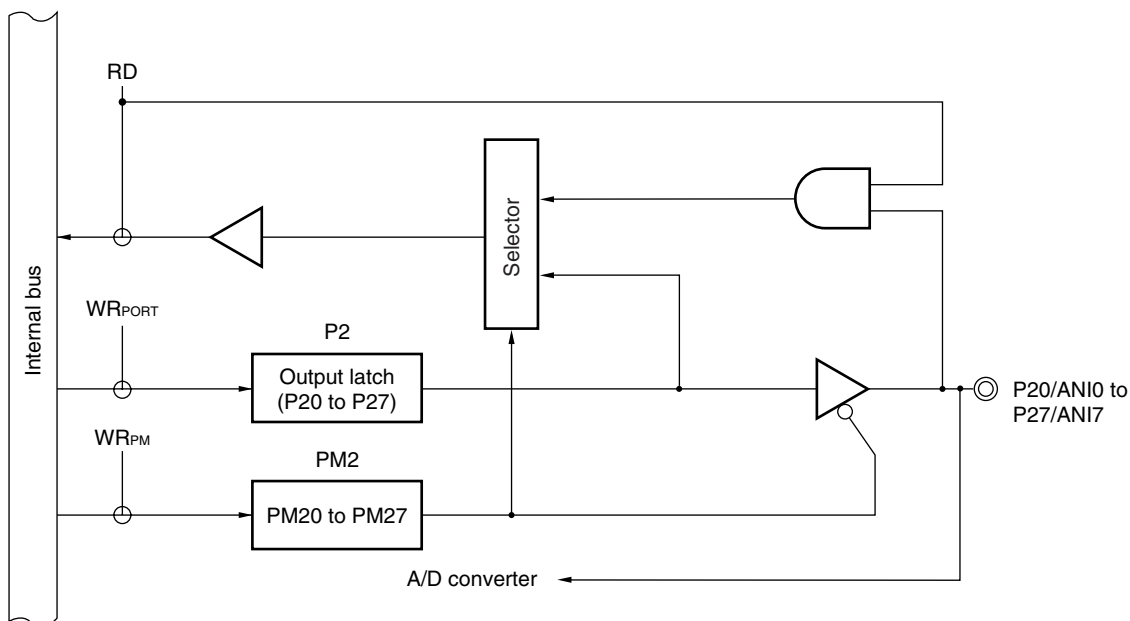 RD
Internal bus
Selector
WRPORT
P2
Output latch
(P20 to P27)
P20/ANI0 to
P27/ANI7
WRPM
PM2
PM20 to PM27
A/D converter